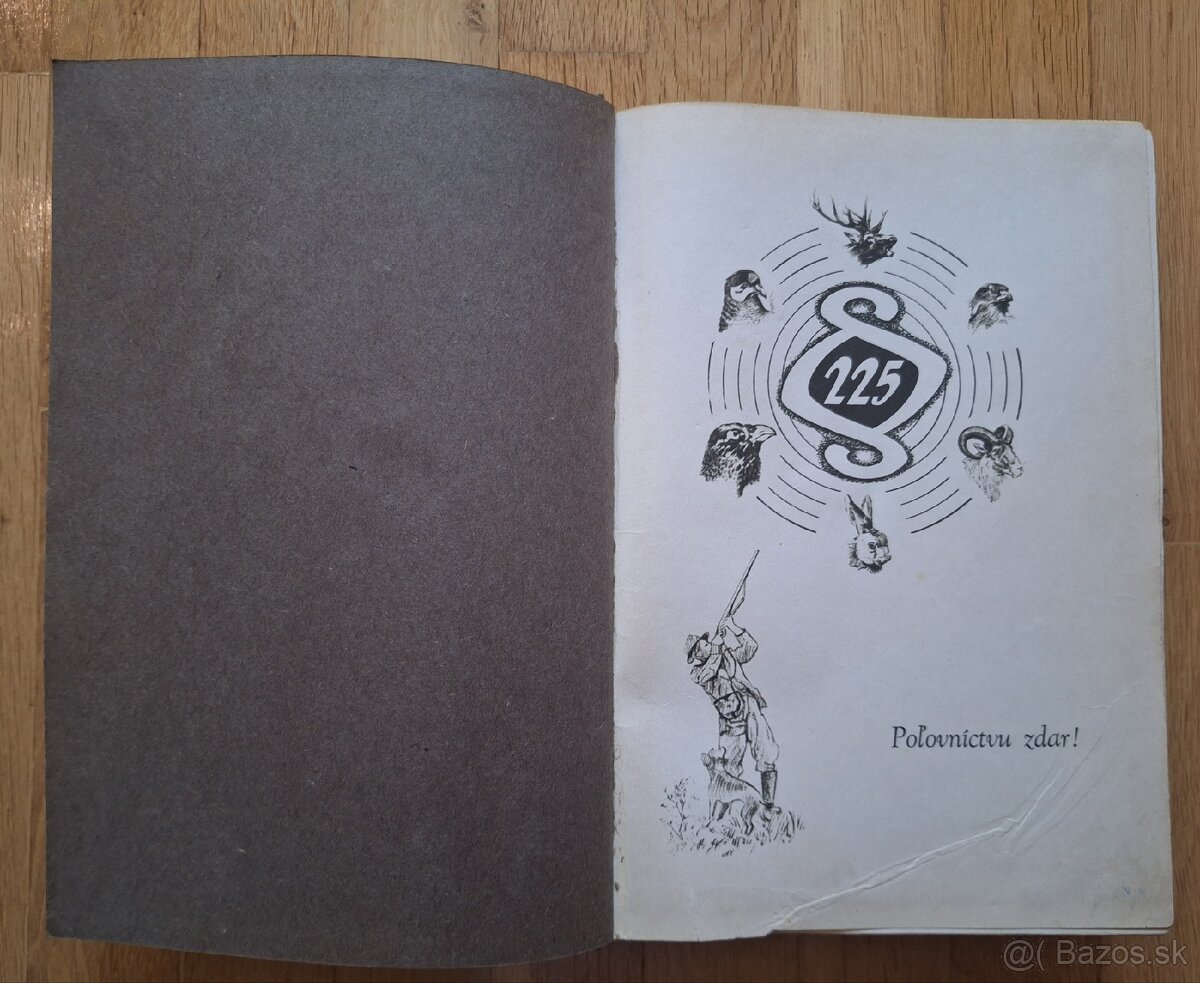 §
225
Poľovníctvu zdar!
@( Bazos.sk